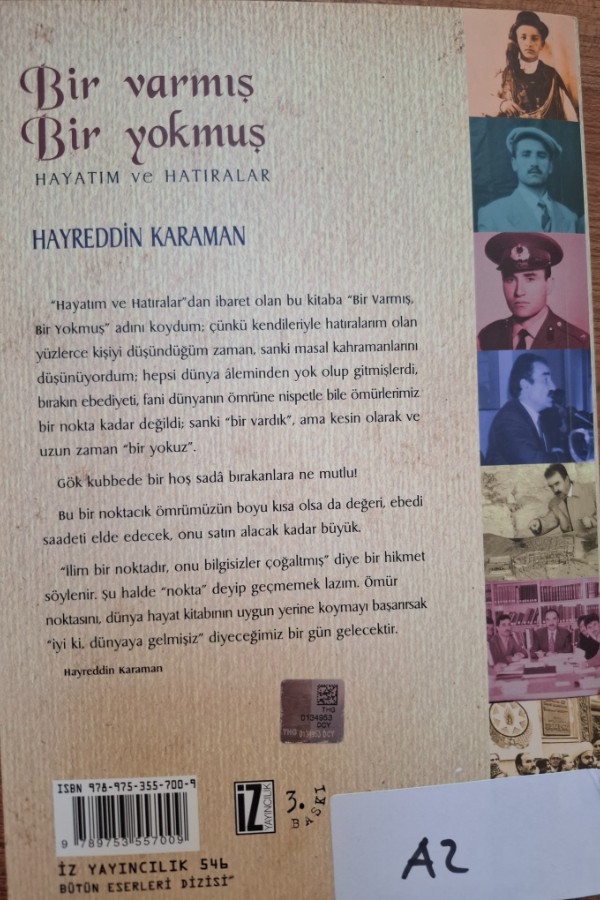 Bir varmış
Bir yokmuş
HAYATIM ve HATIRALAR
HAYREDDİN KARAMAN
"Hayatım ve Hatıralar"dan ibaret olan bu kitaba "Bir Varmış,
Bir Yokmuş" adını koydum; çünkü kendileriyle hatıralarım olan
yüzlerce kişiyi düşündüğüm zaman, sanki masal kahramanlarını
düşünüyordum; hepsi dünya âleminden yok olup gitmişlerdi,
bırakın ebediyeti, fani dünyanın ömrüne nispetle bile ömürlerimiz
bir nokta kadar değildi; sanki "bir vardık", ama kesin olarak ve
uzun zaman "bir yokuz".
Gök kubbede bir hoş sadâ bırakanlara ne mutlu!
Bu bir noktacık ömrümüzün boyu kısa olsa da değeri, ebedi
saadeti elde edecek, onu satın alacak kadar büyük.
"İlim bir noktadır, onu bilgisizler çoğaltmış" diye bir hikmet
söylenir. Şu halde "nokta" deyip geçmemek lazım. Ömür
noktasını, dünya hayat kitabının uygun yerine koymayı başarırsak
"iyi ki, dünyaya gelmişiz" diyeceğimiz bir gün gelecektir.
Hayreddin Karaman
TH3
0134953
DCY
ISBN 978-975-355-700-9
9 789753 557009
İZ
YAYINCILIK
3.
BASKI
İZ YAYINCILIK 546
BÜTÜN ESERLERİ DİZİSİ
A2